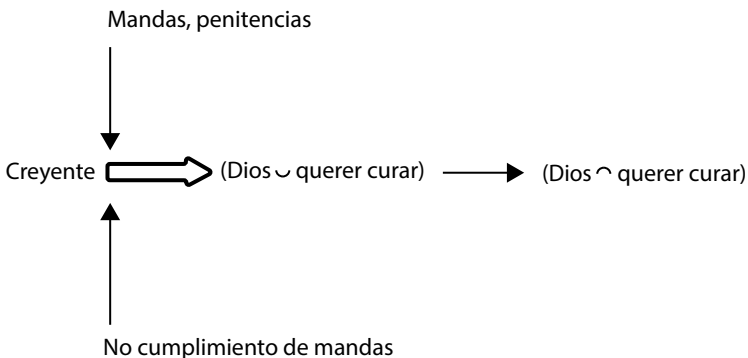 Mandas, penitencias
Creyente (Dios ◡ querer curar) (Dios ◠ querer curar)
No cumplimiento de mandas